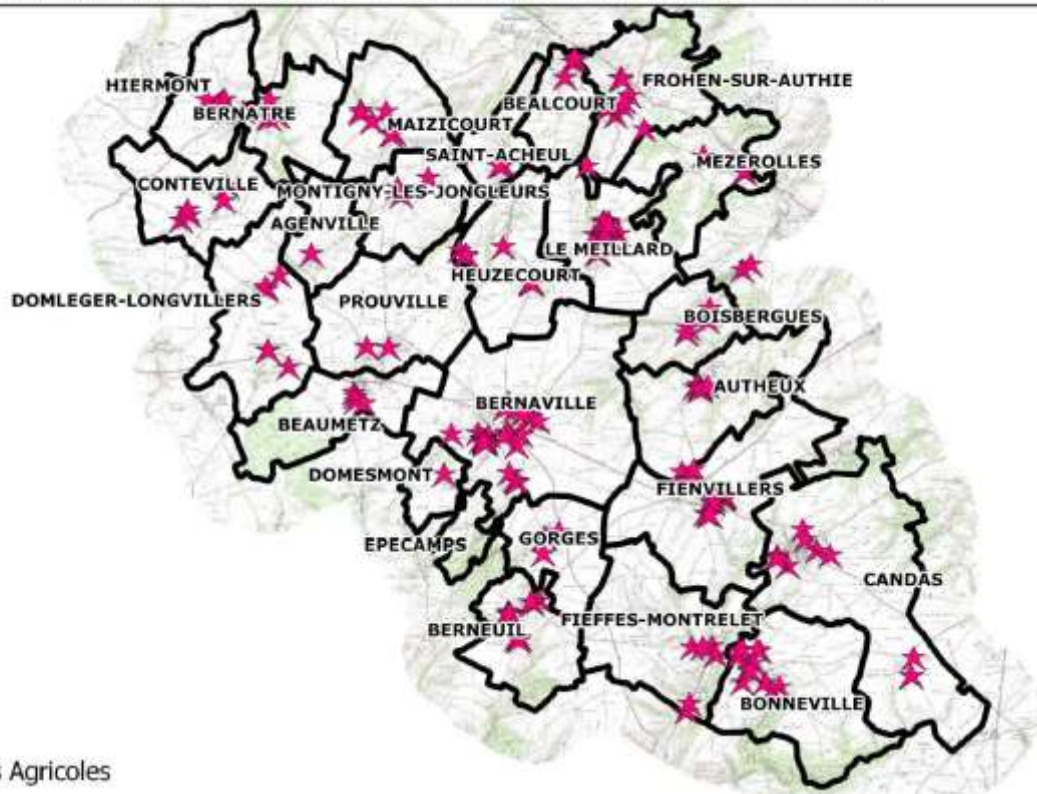 HIERMONT
FROHEN-SUR-AUTHIE
BERNATRE
BEALCOURT
MAIZICOURT
SAINT-ACHEUL
MEZEROLLES
CONTEVILLE
MONTIGNY-LES-JONGLEURS
AGENVILLE
LE MEILLARD
HEUZECOURT
DOMLEGER-LONGVILLERS
PROUVILLE
BOISBERGUES
AUTHEUX
BERNAVILLE
BEAUMETZ
DOMESMONT
FIENVILLERS
EPECAMPS
GORGES
CANDAS
FIEFFES-MONTRELET
BERNEUIL
BONNEVILLE
Agricoles